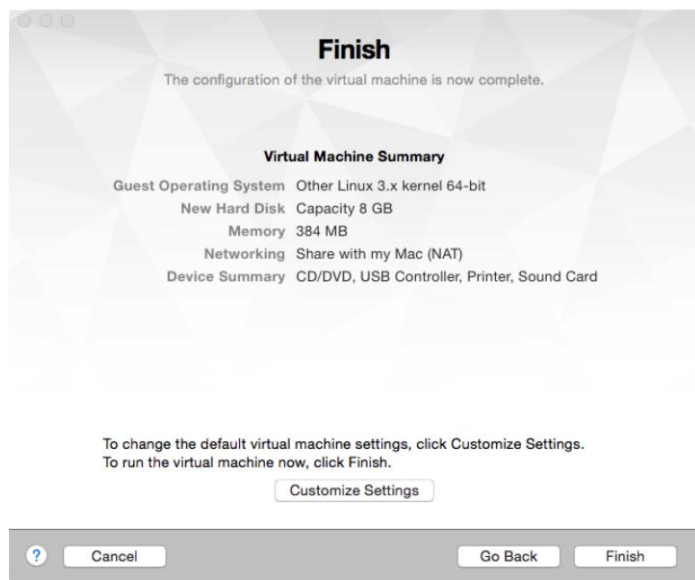 Finish
The configuration of the virtual machine is now complete.
Virtual Machine Summary
Guest Operating System Other Linux 3.x kernel 64-bit
New Hard Disk Capacity 8 GB
Memory 384 MB
Networking Share with my Mac (NAT)
Device Summary CD/DVD, USB Controller, Printer, Sound Card
To change the default virtual machine settings, click Customize Settings.
To run the virtual machine now, click Finish.
Customize Settings
? Cancel Go Back Finish